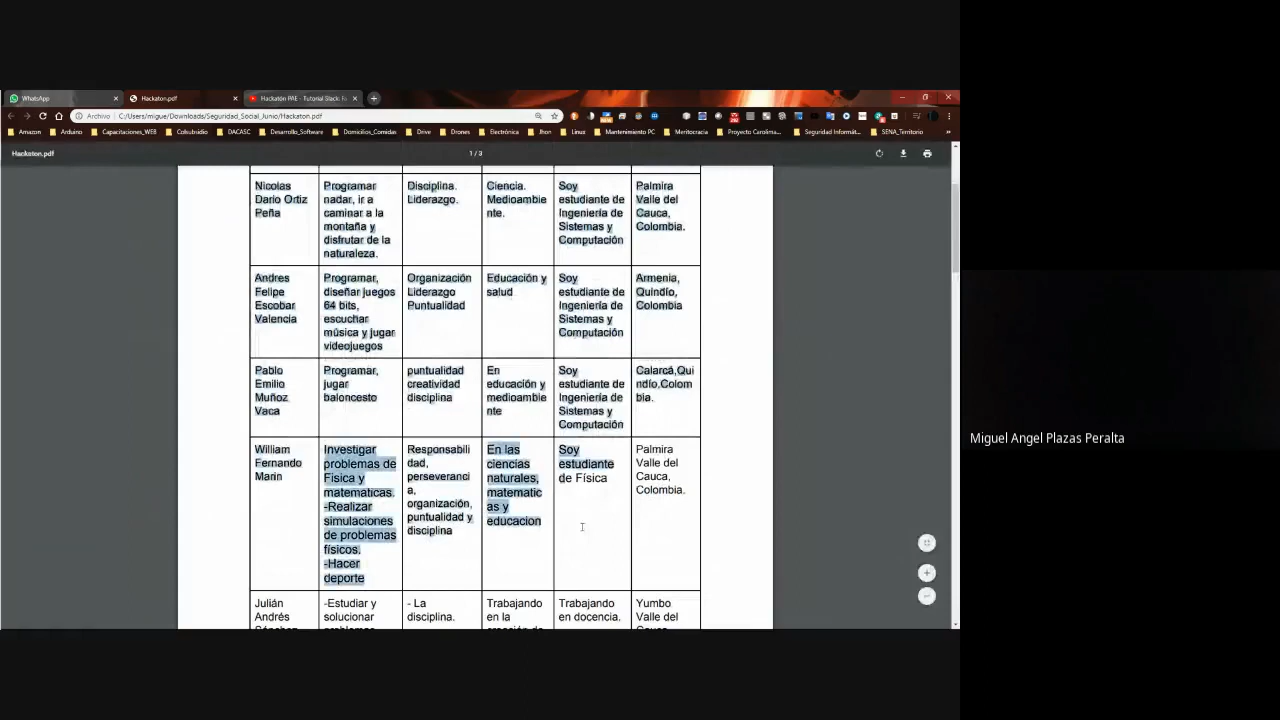 WhatsApp
Hackaton.pdf
Hackatón PAE - Tutorial Stack: F
Archivo
C:/Users/migue/Downloads/Seguridad_Social_Junio/Hackaton.pdf
Amazon
Arduino
Capacitaciones_WEB
Colsubsidio
DACASC
Desarrollo_Software
Domicilios_Comidas
Drive
Drones
Electrónica
Jhon
Linux
Mantenimiento PC
Meritocracia
Proyecto Carolima...
Seguridad Informát...
SENA_Territorio
Hackaton.pdf
1 / 3
Nicolas
Dario Ortiz
Peña
Programar
nadar, ir a
caminar a la
montaña y
disfrutar de la
naturaleza.
Disciplina.
Liderazgo.
Ciencia.
Medioambie
nte.
Soy
estudiante de
Ingeniería de
Sistemas y
Computación
Palmira
Valle del
Cauca,
Colombia.
Andres
Felipe
Escobar
Valencia
Programar,
diseñar juegos
64 bits,
escuchar
música y jugar
videojuegos
Organización
Liderazgo
Puntualidad
Educación y
salud
Soy
estudiante de
Ingeniería de
Sistemas y
Computación
Armenia,
Quindío,
Colombia
Pablo
Emilio
Muñoz
Vaca
Programar,
jugar
baloncesto
puntualidad
creatividad
disciplina
En
educación y
medioambie
nte
Soy
estudiante de
Ingeniería de
Sistemas y
Computación
Calarcá,Qui
ndío,Colom
bia.
William
Fernando
Marin
Investigar
problemas de
Física y
matematicas.
-Realizar
simulaciones
de problemas
físicos.
-Hacer
deporte
Responsabili
dad,
perseveranci
a,
organización,
puntualidad y
disciplina
En las
ciencias
naturales,
matematic
as y
educacion
Soy
estudiante
de Física
Palmira
Valle del
Cauca,
Colombia.
Julián
Andrés
-Estudiar y
solucionar
- La
disciplina.
Trabajando
en la
Trabajando
en docencia.
Yumbo
Valle del
Miguel Angel Plazas Peralta